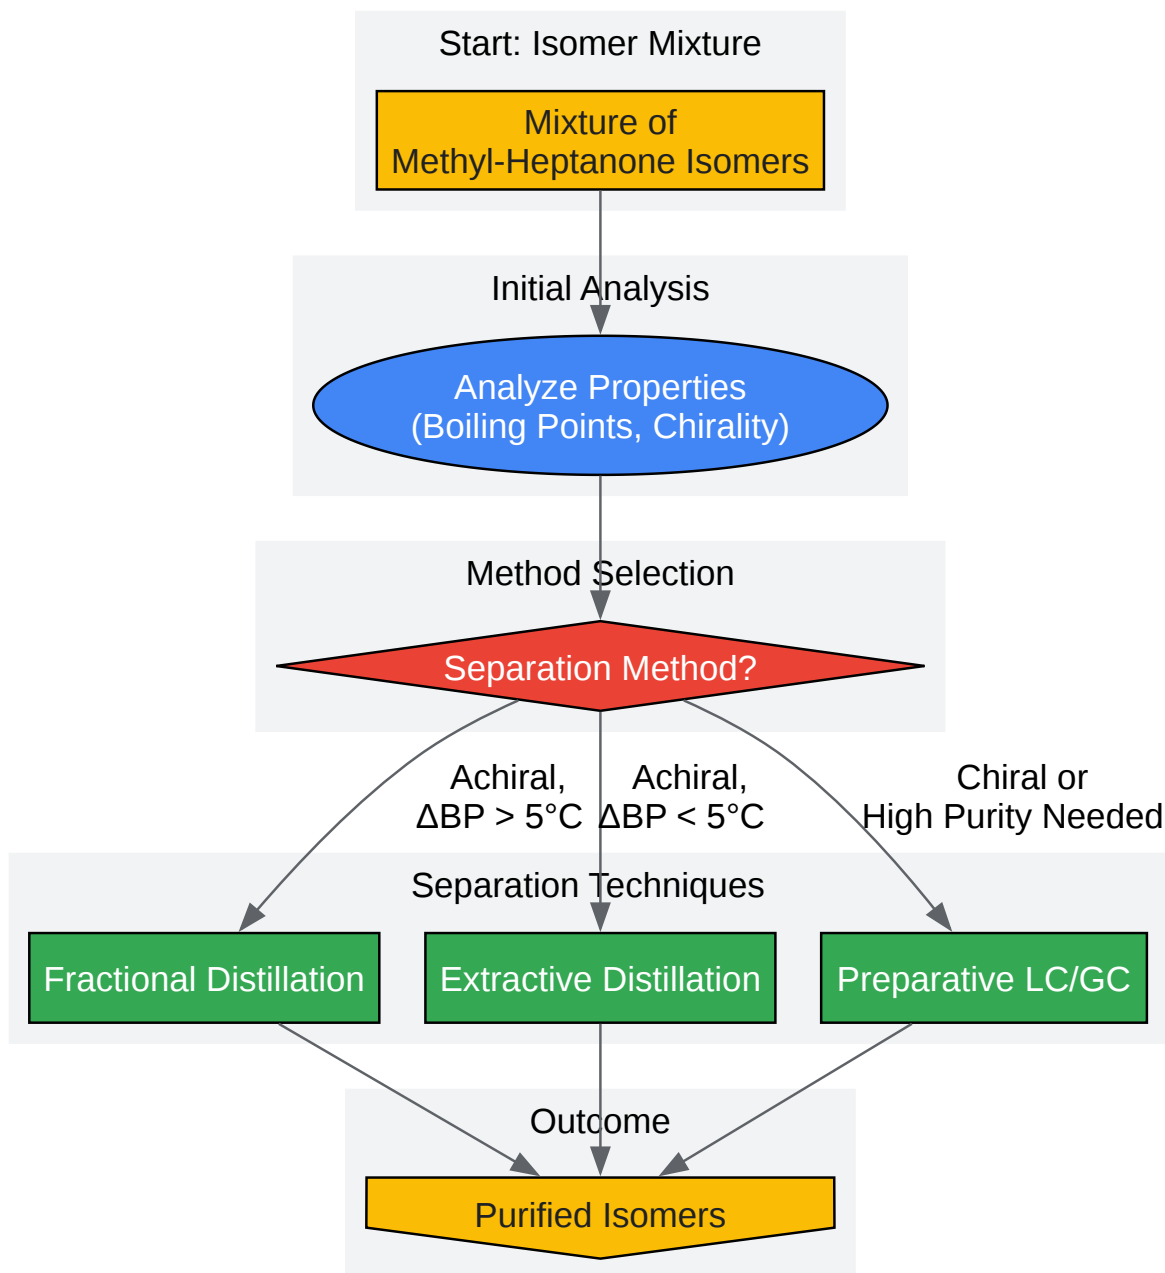 Start: Isomer Mixture
Mixture of
Methyl-Heptanone Isomers
Initial Analysis
Analyze Properties
(Boiling Points, Chirality)
Method Selection
Separation Method?
Achiral,
ΔBP > 5°C
Achiral,
ΔBP < 5°C
Chiral or
High Purity Needed
Separation Techniques
Fractional Distillation
Extractive Distillation
Preparative LC/GC
Outcome
Purified Isomers